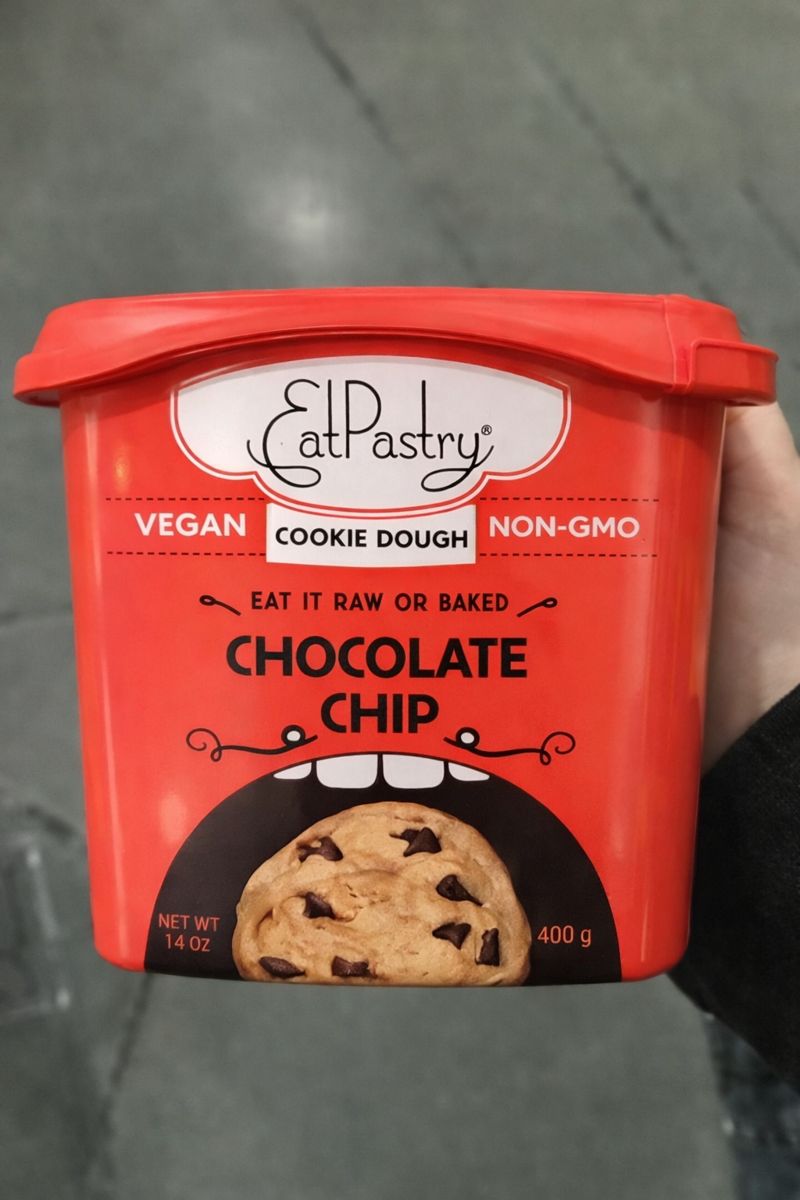 EatPastry®
VEGAN COOKIE DOUGH NON-GMO
EAT IT RAW OR BAKED
CHOCOLATE
CHIP
NET WT
14 OZ
400 g